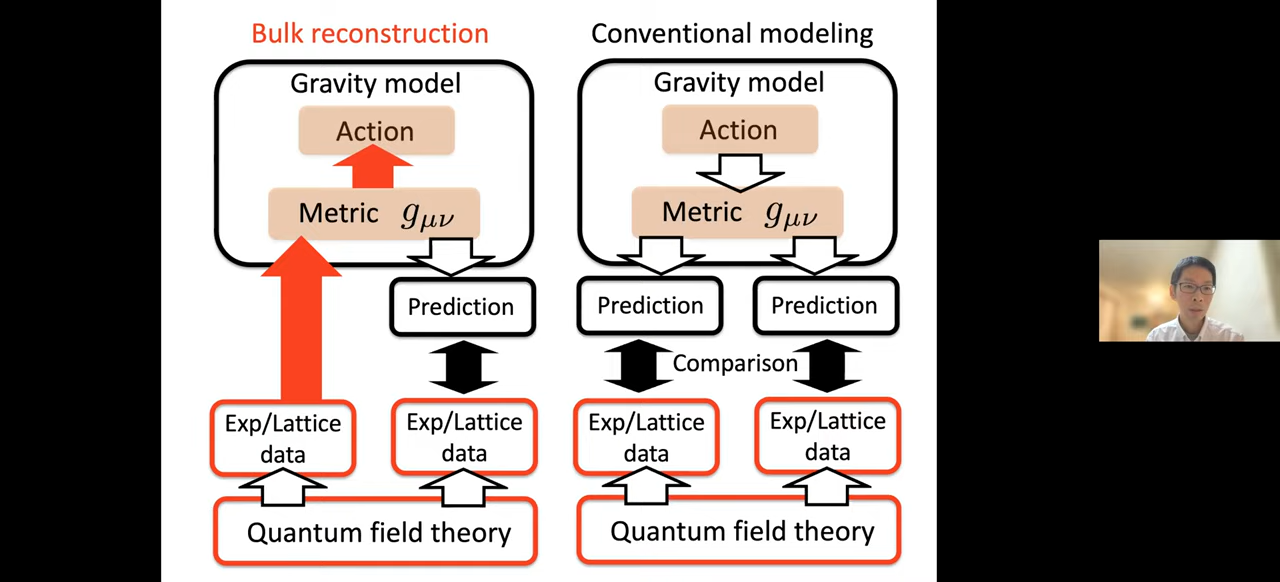 Bulk reconstruction
Gravity model
Action
Metric gμν
Prediction
Exp/Lattice
data
Exp/Lattice
data
Quantum field theory
Conventional modeling
Gravity model
Action
Metric gμν
Prediction
Prediction
Comparison
Exp/Lattice
data
Exp/Lattice
data
Quantum field theory